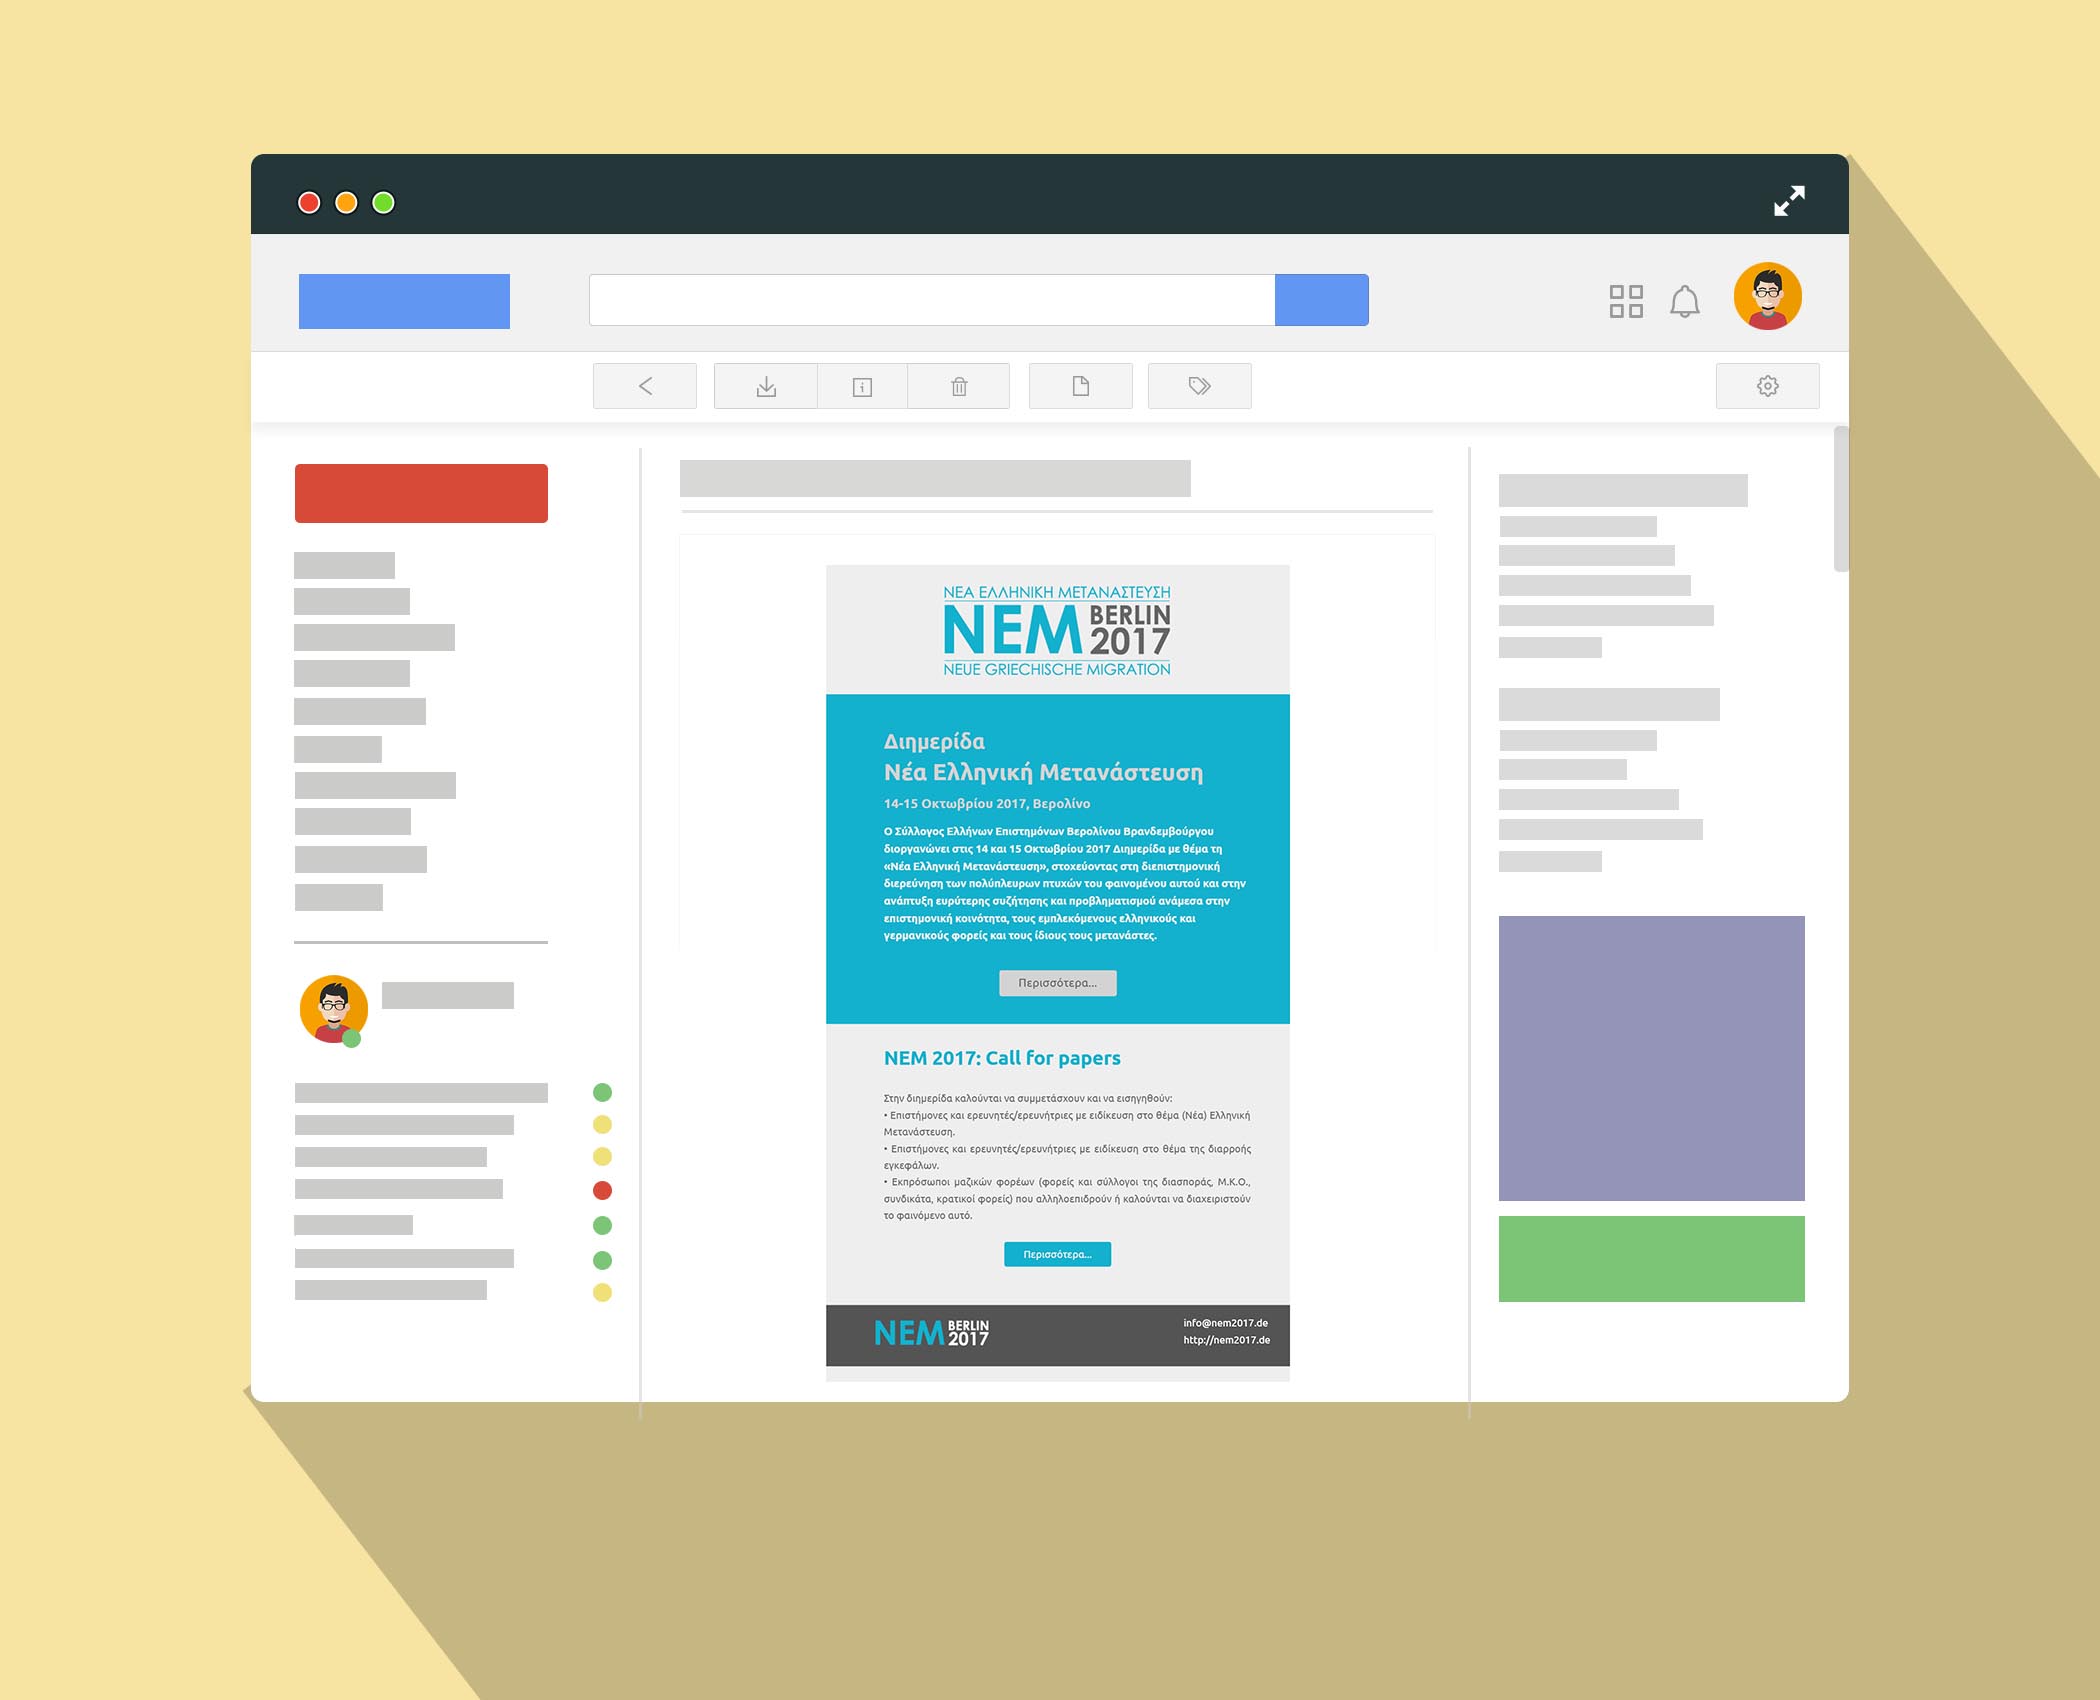 ΝΕΑ ΕΛΛΗΝΙΚΗ ΜΕΤΑΝΑΣΤΕΥΣΗ
NEM BERLIN 2017
NEUE GRIECHISCHE MIGRATION
Διημερίδα
Νέα Ελληνική Μετανάστευση
14-15 Οκτωβρίου 2017, Βερολίνο
Ο Σύλλογος Ελλήνων Επιστημόνων Βερολίνου Βρανδεμβούργου
διοργανώνει στις 14 και 15 Οκτωβρίου 2017 Διημερίδα με θέμα τη
«Νέα Ελληνική Μετανάστευση», στοχεύοντας στη διεπιστημονική
διερεύνηση των πολύπλευρων πτυχών του φαινομένου αυτού και στην
ανάπτυξη ευρύτερης συζήτησης και προβληματισμού ανάμεσα στην
επιστημονική κοινότητα, τους εμπλεκόμενους ελληνικούς και
γερμανικούς φορείς και τους ίδιους τους μετανάστες.
Περισσότερα...
NEM 2017: Call for papers
Στην διημερίδα καλούνται να συμμετάσχουν και να εισηγηθούν:
• Επιστήμονες και ερευνητές/ερευνήτριες με ειδίκευση στο θέμα (Νέα) Ελληνική
Μετανάστευση.
• Επιστήμονες και ερευνητές/ερευνήτριες με ειδίκευση στο θέμα της διαρροής
εγκεφάλων.
• Εκπρόσωποι μαζικών φορέων (φορείς και σύλλογοι της διασποράς, Μ.Κ.Ο.,
συνδικάτα, κρατικοί φορείς) που αλληλοεπιδρούν ή καλούνται να διαχειριστούν
το φαινόμενο αυτό.
Περισσότερα...
NEM BERLIN 2017
info@nem2017.de
http://nem2017.de